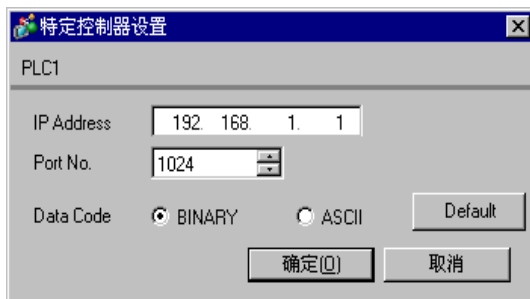 特定控制器设置
PLC1
IP Address 192. 168. 1. 1
Port No. 1024
Data Code BINARY ASCII Default
确定(O) 取消